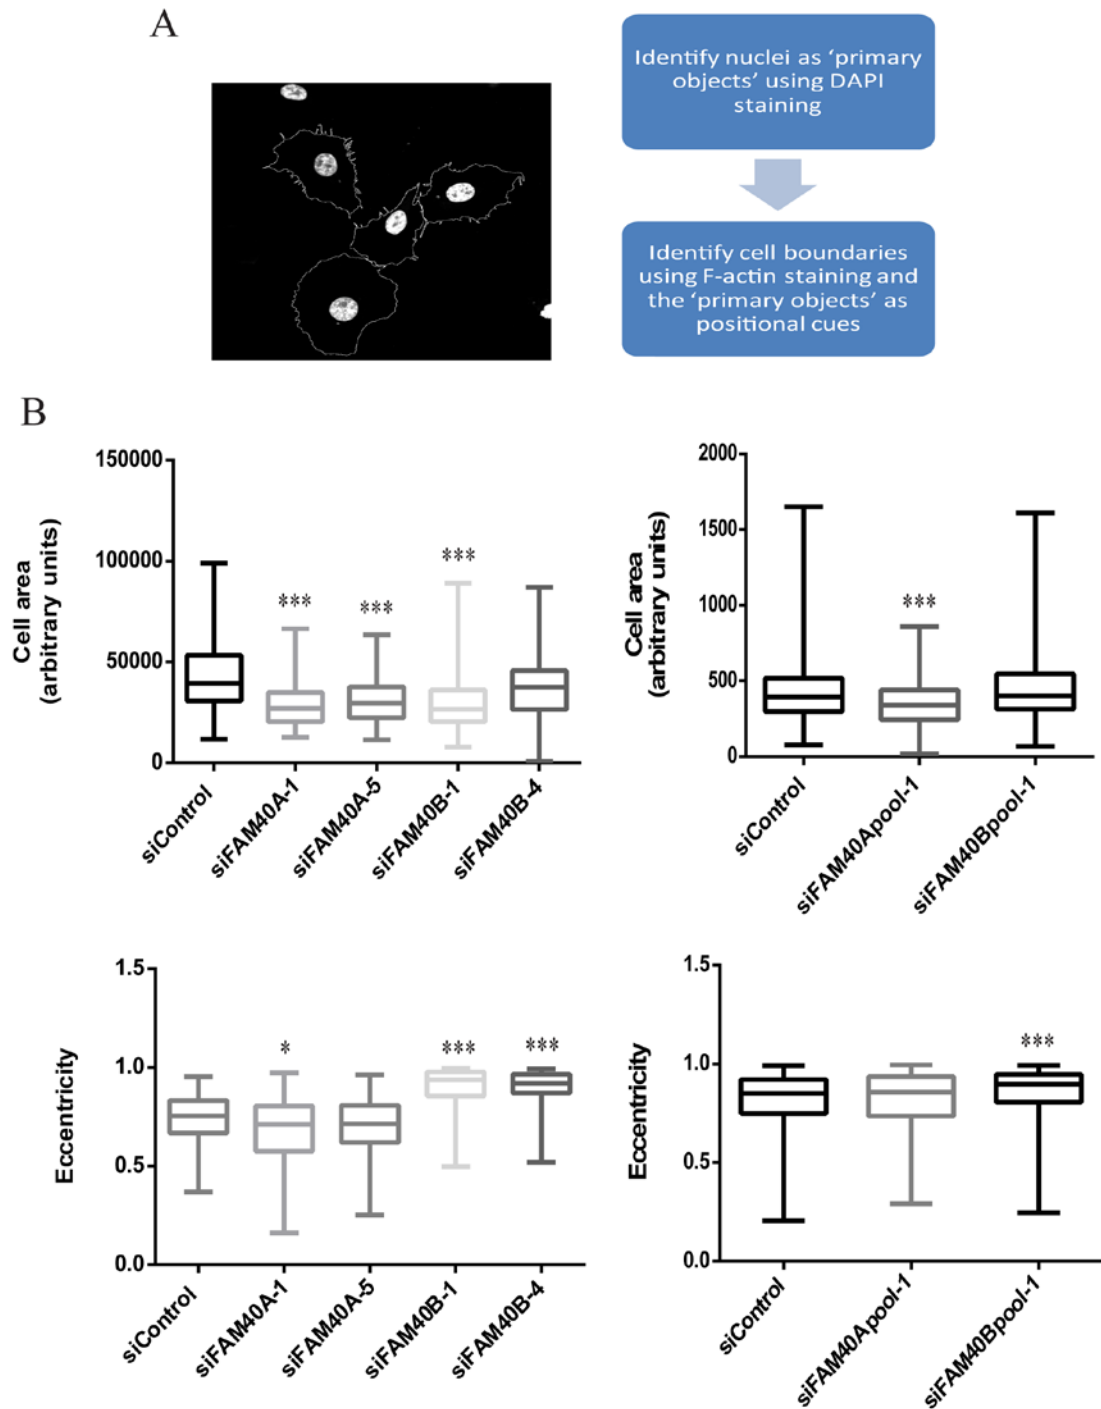 A
Identify nuclei as ‘primary
objects’ using DAPI
staining
Identify cell boundaries
using F-actin staining and
the ‘primary objects’ as
positional cues
B
Cell area
(arbitrary units)
150000
100000
50000
0
***
***
***
siControl
siFAM40A-1
siFAM40A-5
siFAM40B-1
siFAM40B-4
Cell area
(arbitrary units)
2000
1500
1000
500
0
***
siControl
siFAM40Apool-1
siFAM40Bpool-1
Eccentricity
1.5
1.0
0.5
0.0
*
***
***
siControl
siFAM40A-1
siFAM40A-5
siFAM40B-1
siFAM40B-4
Eccentricity
1.5
1.0
0.5
0.0
***
siControl
siFAM40Apool-1
siFAM40Bpool-1